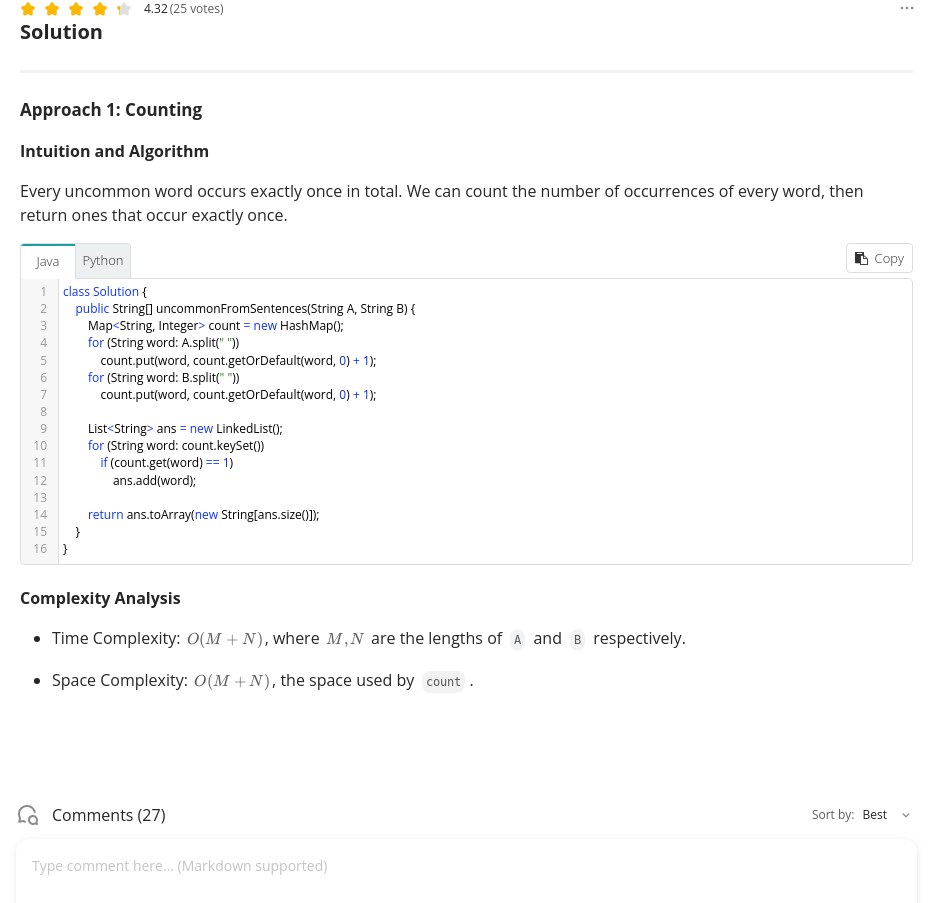 4.32 (25 votes)
Solution
Approach 1: Counting
Intuition and Algorithm
Every uncommon word occurs exactly once in total. We can count the number of occurrences of every word, then
return ones that occur exactly once.
Java Python Copy
1 class Solution {
2     public String[] uncommonFromSentences(String A, String B) {
3         Map<String, Integer> count = new HashMap();
4         for (String word: A.split(" "))
5             count.put(word, count.getOrDefault(word, 0) + 1);
6         for (String word: B.split(" "))
7             count.put(word, count.getOrDefault(word, 0) + 1);
8
9         List<String> ans = new LinkedList();
10         for (String word: count.keySet())
11             if (count.get(word) == 1)
12                 ans.add(word);
13
14         return ans.toArray(new String[ans.size()]);
15     }
16 }
Complexity Analysis
• Time Complexity: O(M + N), where M, N are the lengths of A and B respectively.
• Space Complexity: O(M + N), the space used by count .
Comments (27) Sort by: Best
Type comment here... (Markdown supported)